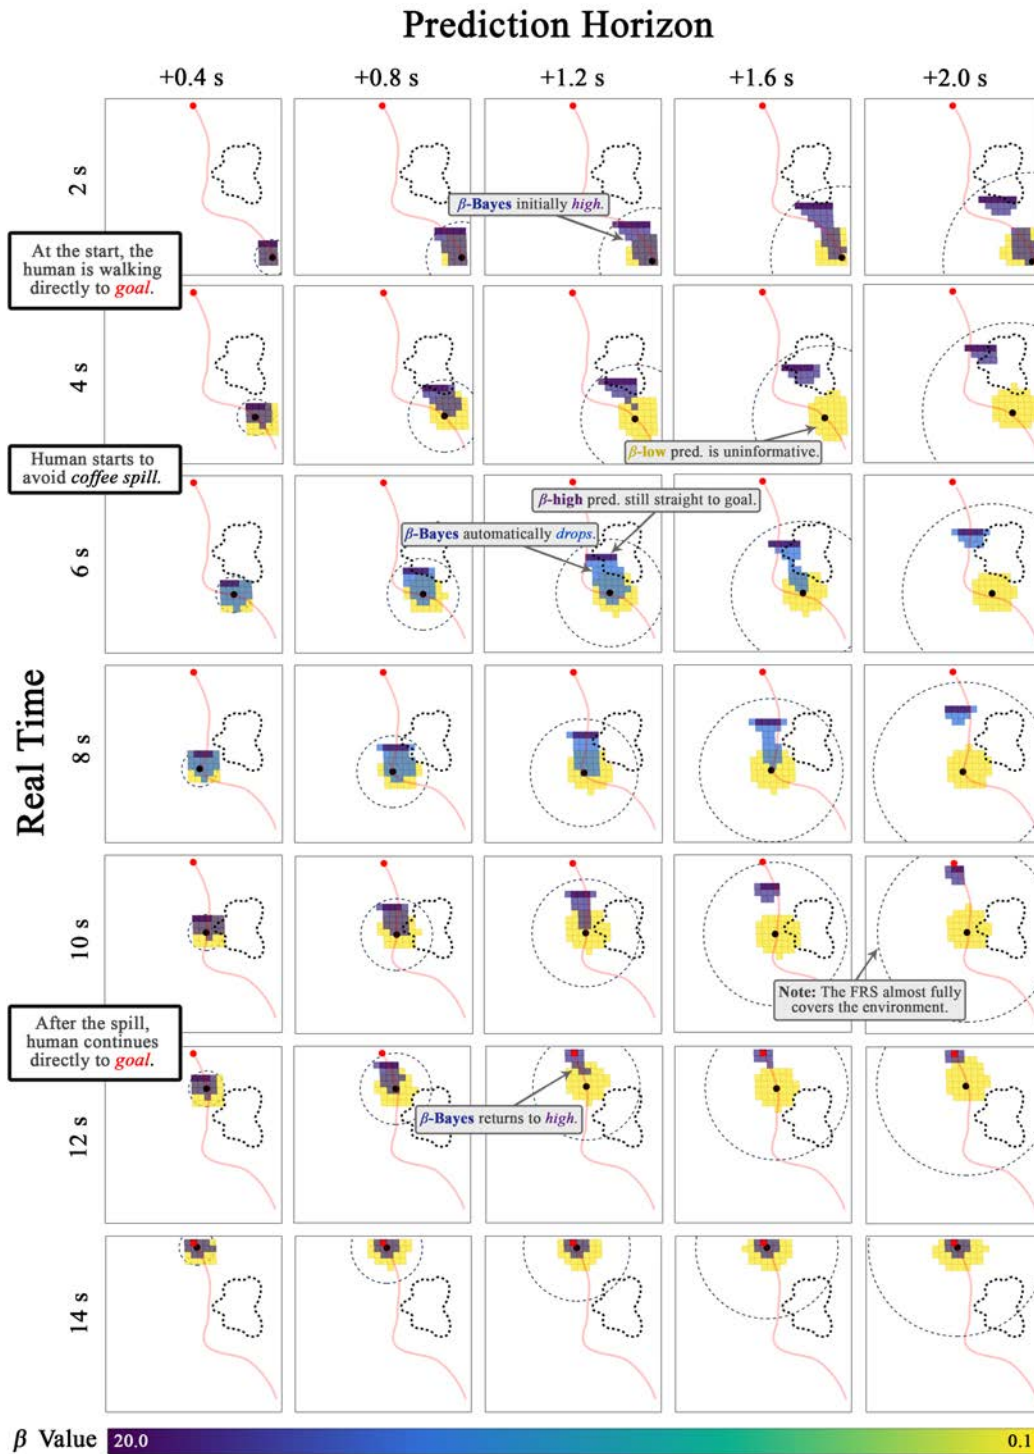 Prediction Horizon
+0.4 s
+0.8 s
+1.2 s
+1.6 s
+2.0 s
Real Time
2 s
β-Bayes initially high.
At the start, the
human is walking
directly to goal.
4 s
β-low pred. is uninformative.
Human starts to
avoid coffee spill.
6 s
β-high pred. still straight to goal.
β-Bayes automatically drops.
8 s
10 s
Note: The FRS almost fully
covers the environment.
After the spill,
human continues
directly to goal.
12 s
β-Bayes returns to high.
14 s
β Value
20.0
0.1